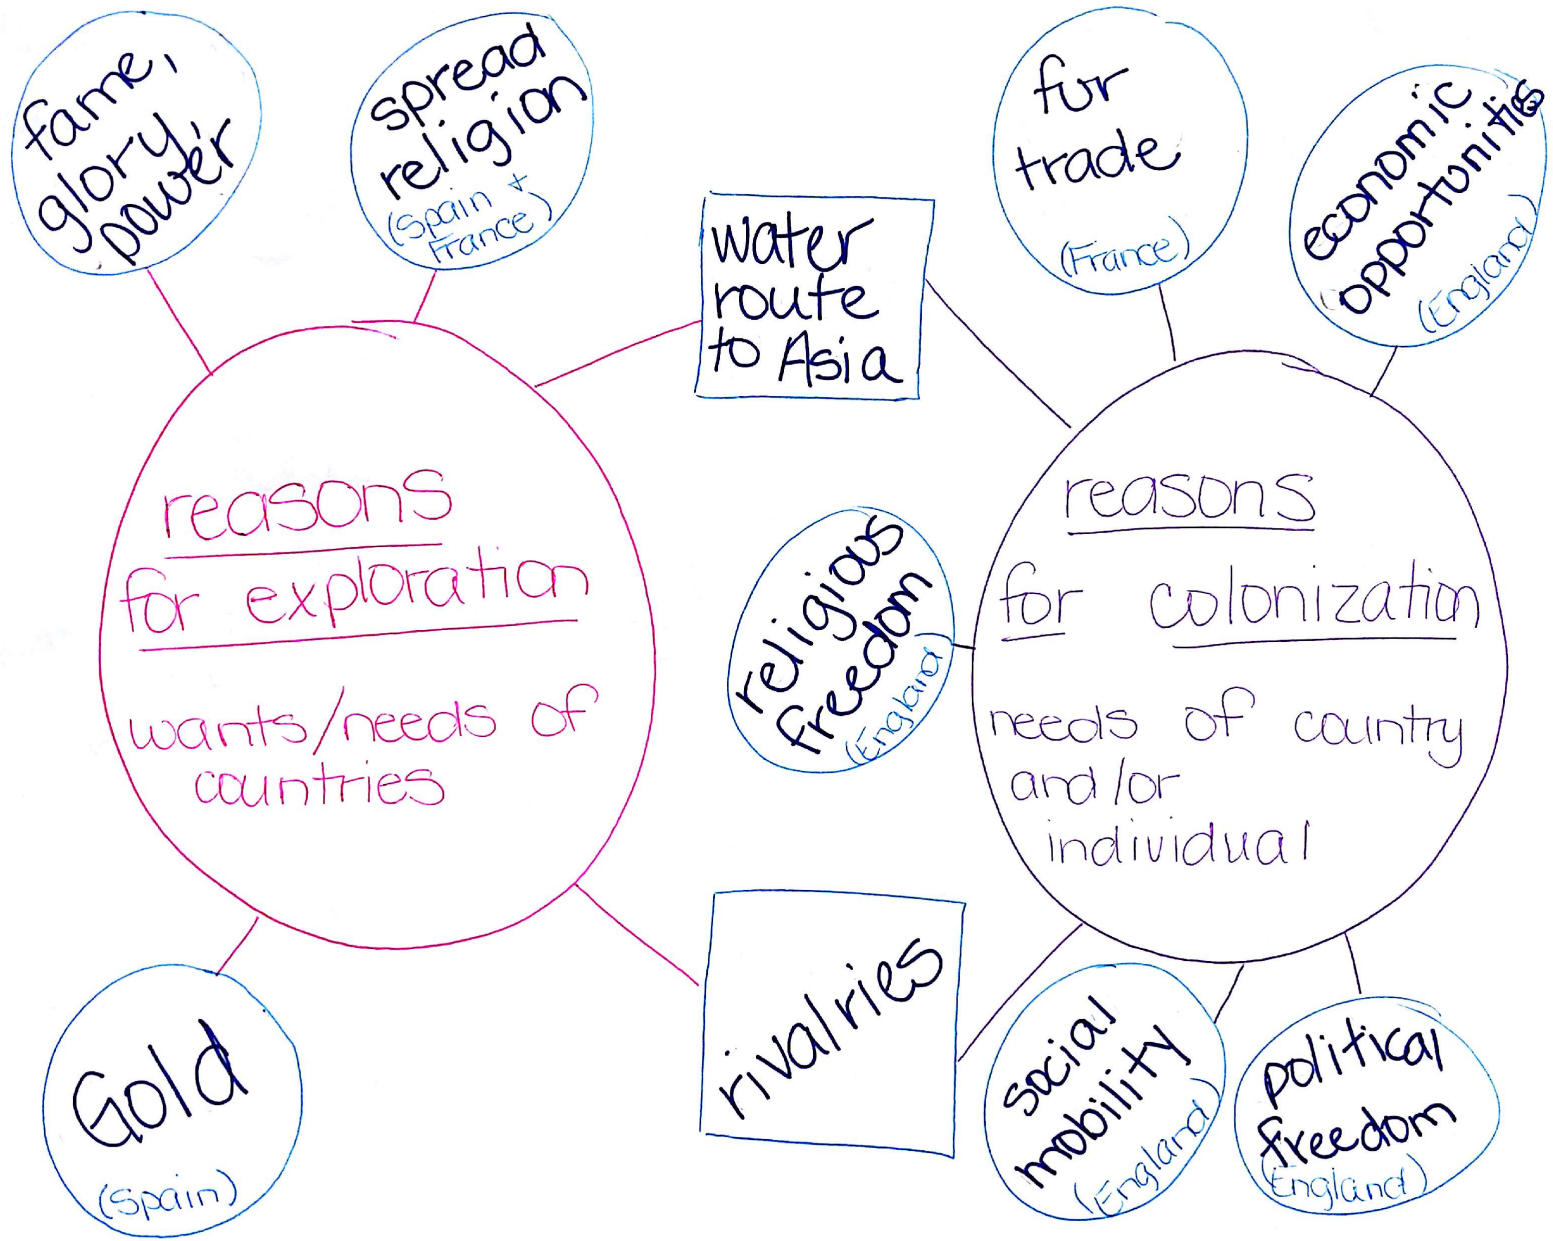 fame,
glory,
power
spread
religion
(Spain +
France)
water
route
to Asia
fur
trade
(France)
economic
opportunities
(England)
reasons
for exploration
wants/needs of
countries
religious
freedom
(England)
reasons
for colonization
needs of country
and/or
individual
Gold
(Spain)
rivalries
social
mobility
(England)
political
freedom
(England)